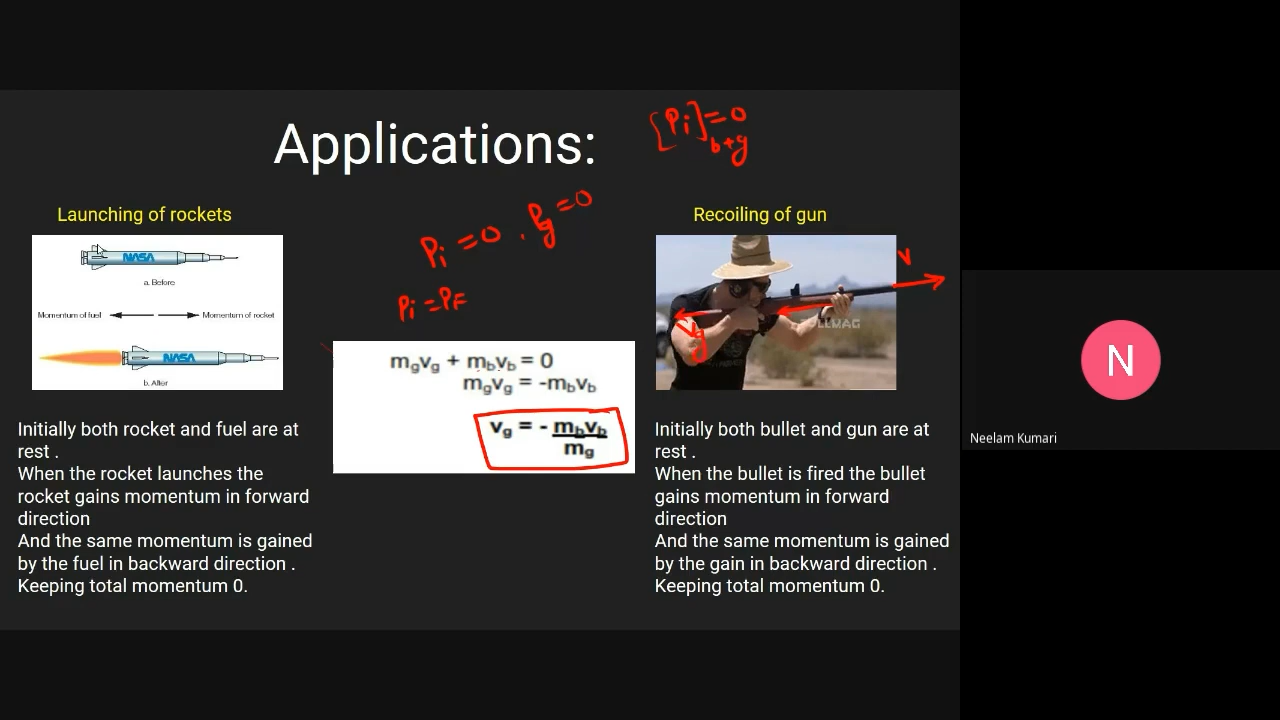 Applications:
[Pi]=0
b+g
Launching of rockets
NASA
a. Before
Momentum of fuel
Momentum of rocket
NASA
b. After
Initially both rocket and fuel are at
rest .
When the rocket launches the
rocket gains momentum in forward
direction
And the same momentum is gained
by the fuel in backward direction .
Keeping total momentum 0.
Pi = 0 . Pg = 0
Pi = PF
mgvg + mbvb = 0
mgvg = -mbvb
vg = - mbvb
mg
Recoiling of gun
v
vg
Initially both bullet and gun are at
rest .
When the bullet is fired the bullet
gains momentum in forward
direction
And the same momentum is gained
by the gain in backward direction .
Keeping total momentum 0.
N
Neelam Kumari